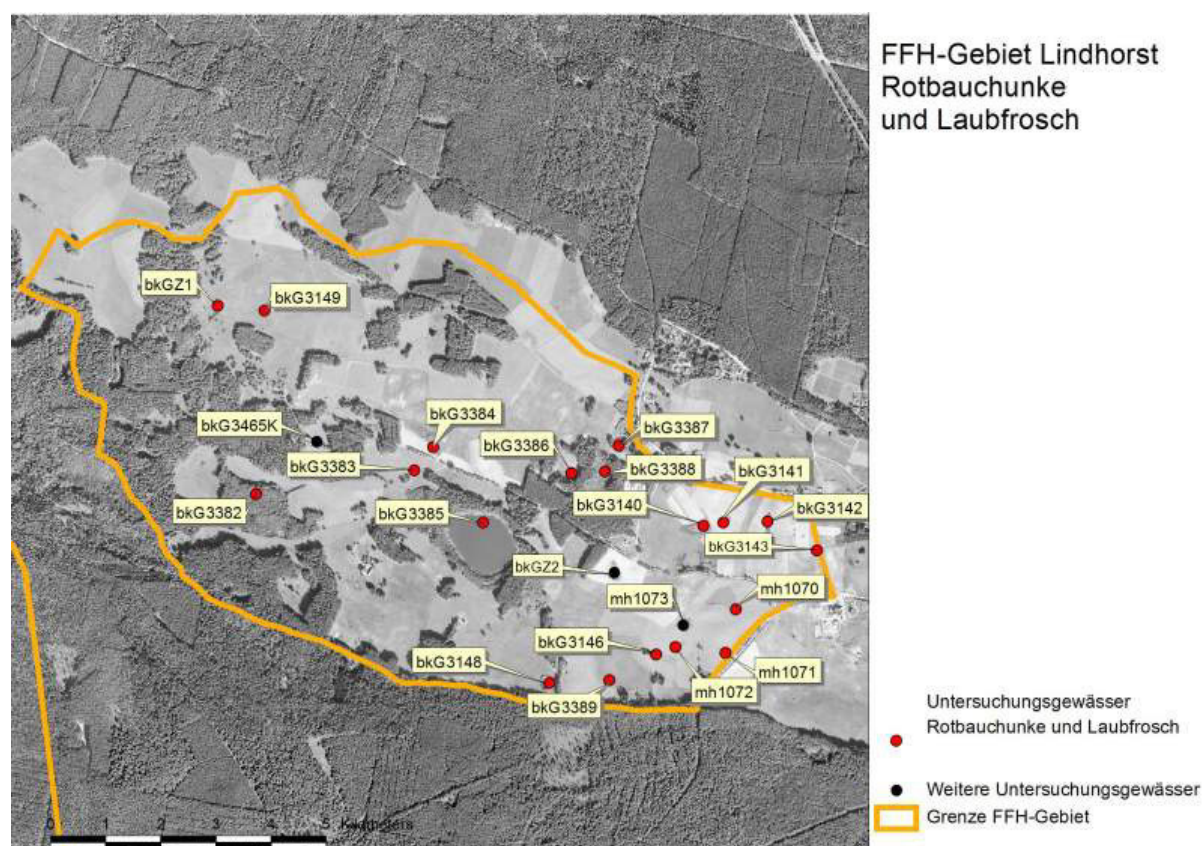 FFH-Gebiet Lindhorst
Rotbauchunke
und Laubfrosch
bkGZ1
bkG3149
bkG3465K
bkG3384
bkG3383
bkG3386
bkG3387
bkG3388
bkG3382
bkG3385
bkG3140
bkG3141
bkG3142
bkG3143
bkGZ2
mh1073
mh1070
bkG3146
mh1071
bkG3148
mh1072
bkG3389
Untersuchungsgewässer
Rotbauchunke und Laubfrosch
Weitere Untersuchungsgewässer
Grenze FFH-Gebiet
0 1 2 3 4 5 Kilometers